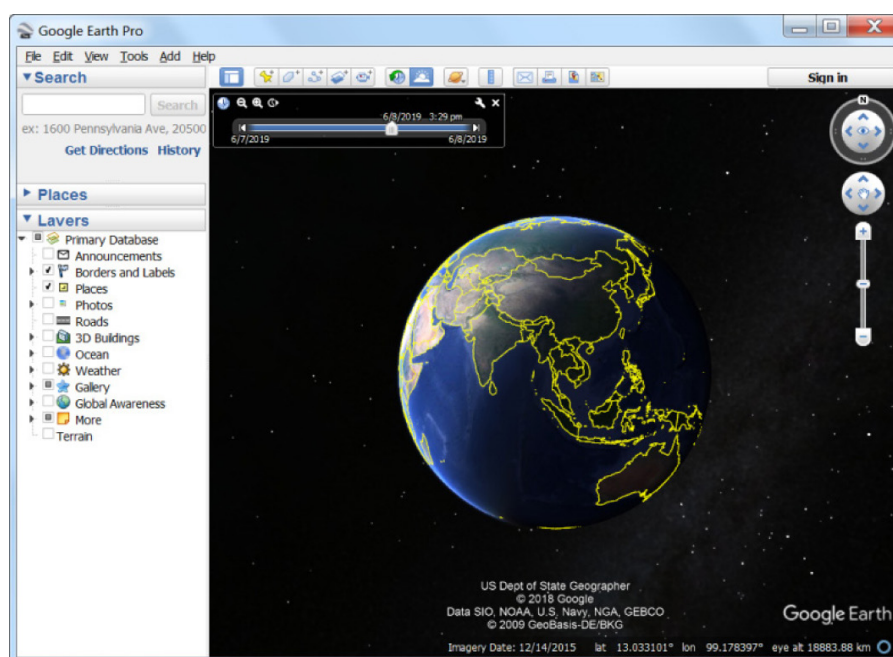 Google Earth Pro
File Edit View Tools Add Help
Search
Sign in
Search
ex: 1600 Pennsylvania Ave, 20500
Get Directions History
6/8/2019 3:29 pm
6/7/2019 6/8/2019
N
Places
Layers
Primary Database
Announcements
Borders and Labels
Places
Photos
Roads
3D Buildings
Ocean
Weather
Gallery
Global Awareness
More
Terrain
US Dept of State Geographer
© 2018 Google
Data SIO, NOAA, U.S. Navy, NGA, GEBCO
© 2009 GeoBasis-DE/BKG
Google Earth
Imagery Date: 12/14/2015 lat 13.033101° lon 99.178397° eye alt 18883.88 km